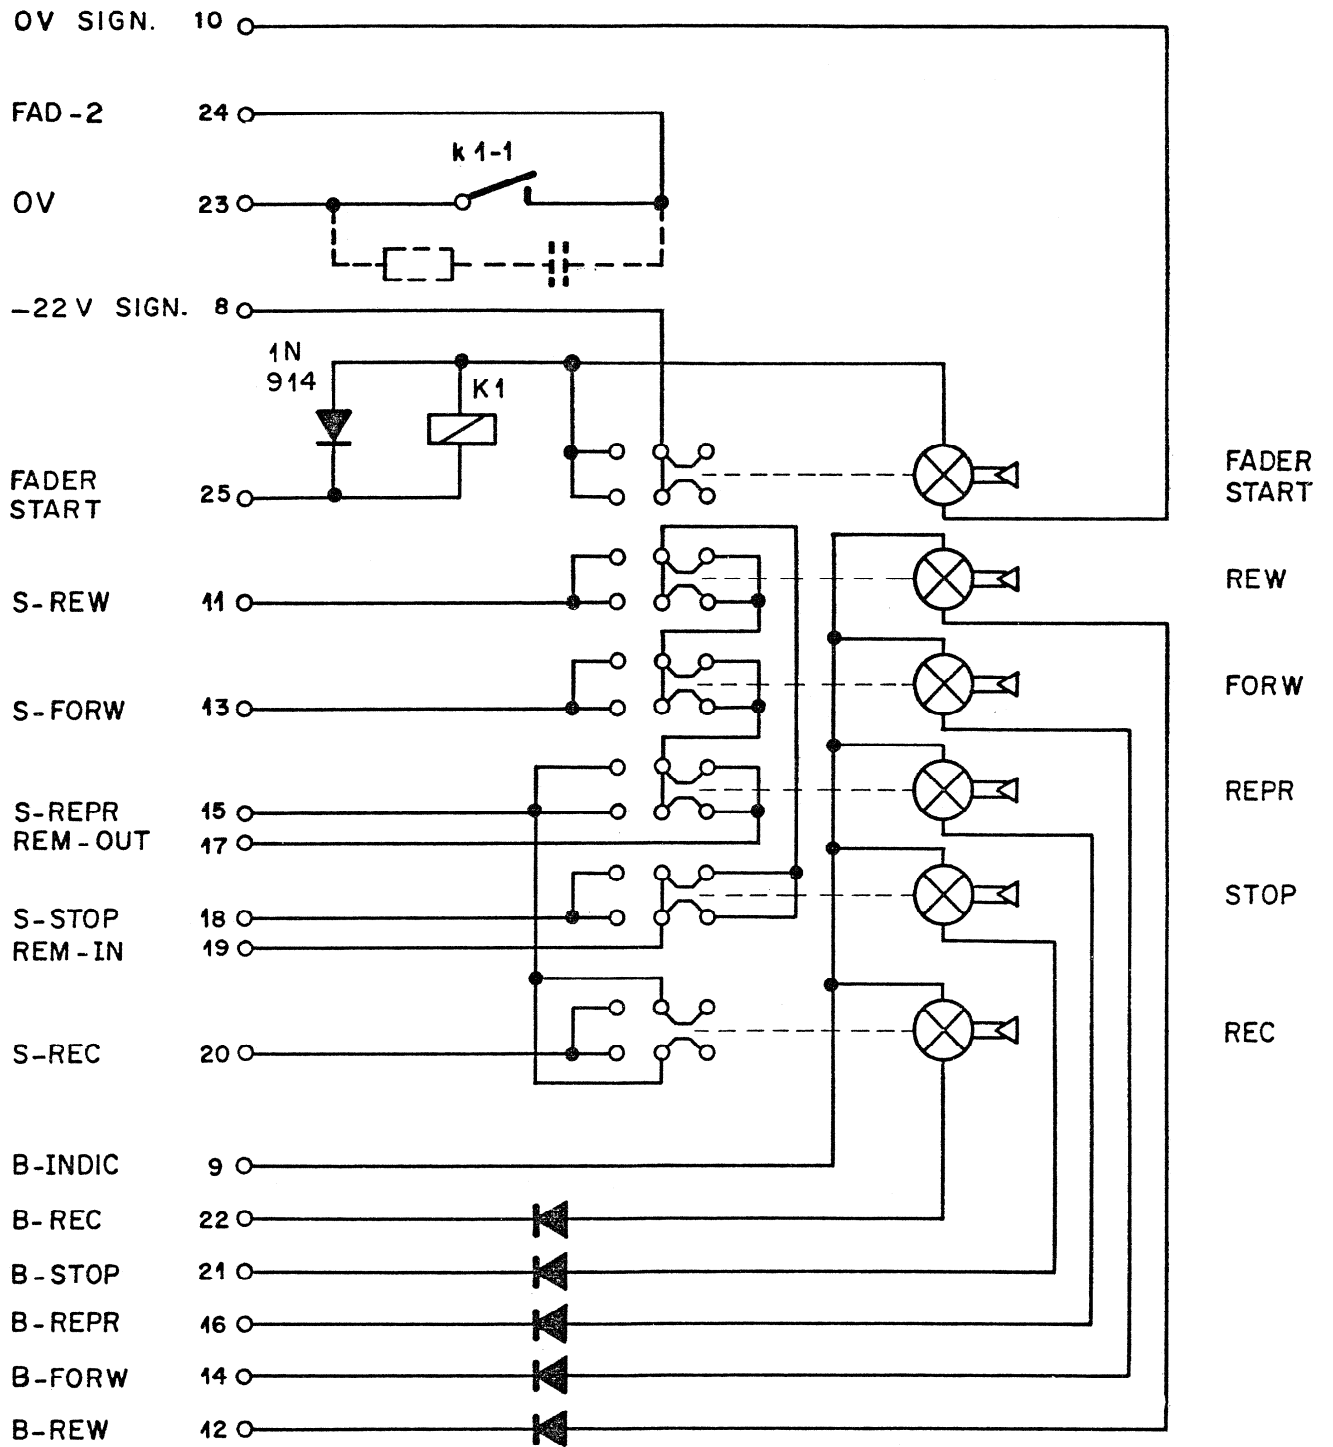 0V SIGN. 10
FAD-2 24
k1-1
0V 23
-22V SIGN. 8
1N
914
K1
FADER
START 25
FADER
START
S-REW 11
REW
S-FORW 13
FORW
S-REPR 15
REPR
REM-OUT 17
S-STOP 18
STOP
REM-IN 19
S-REC 20
REC
B-INDIC 9
B-REC 22
B-STOP 21
B-REPR 16
B-FORW 14
B-REW 12